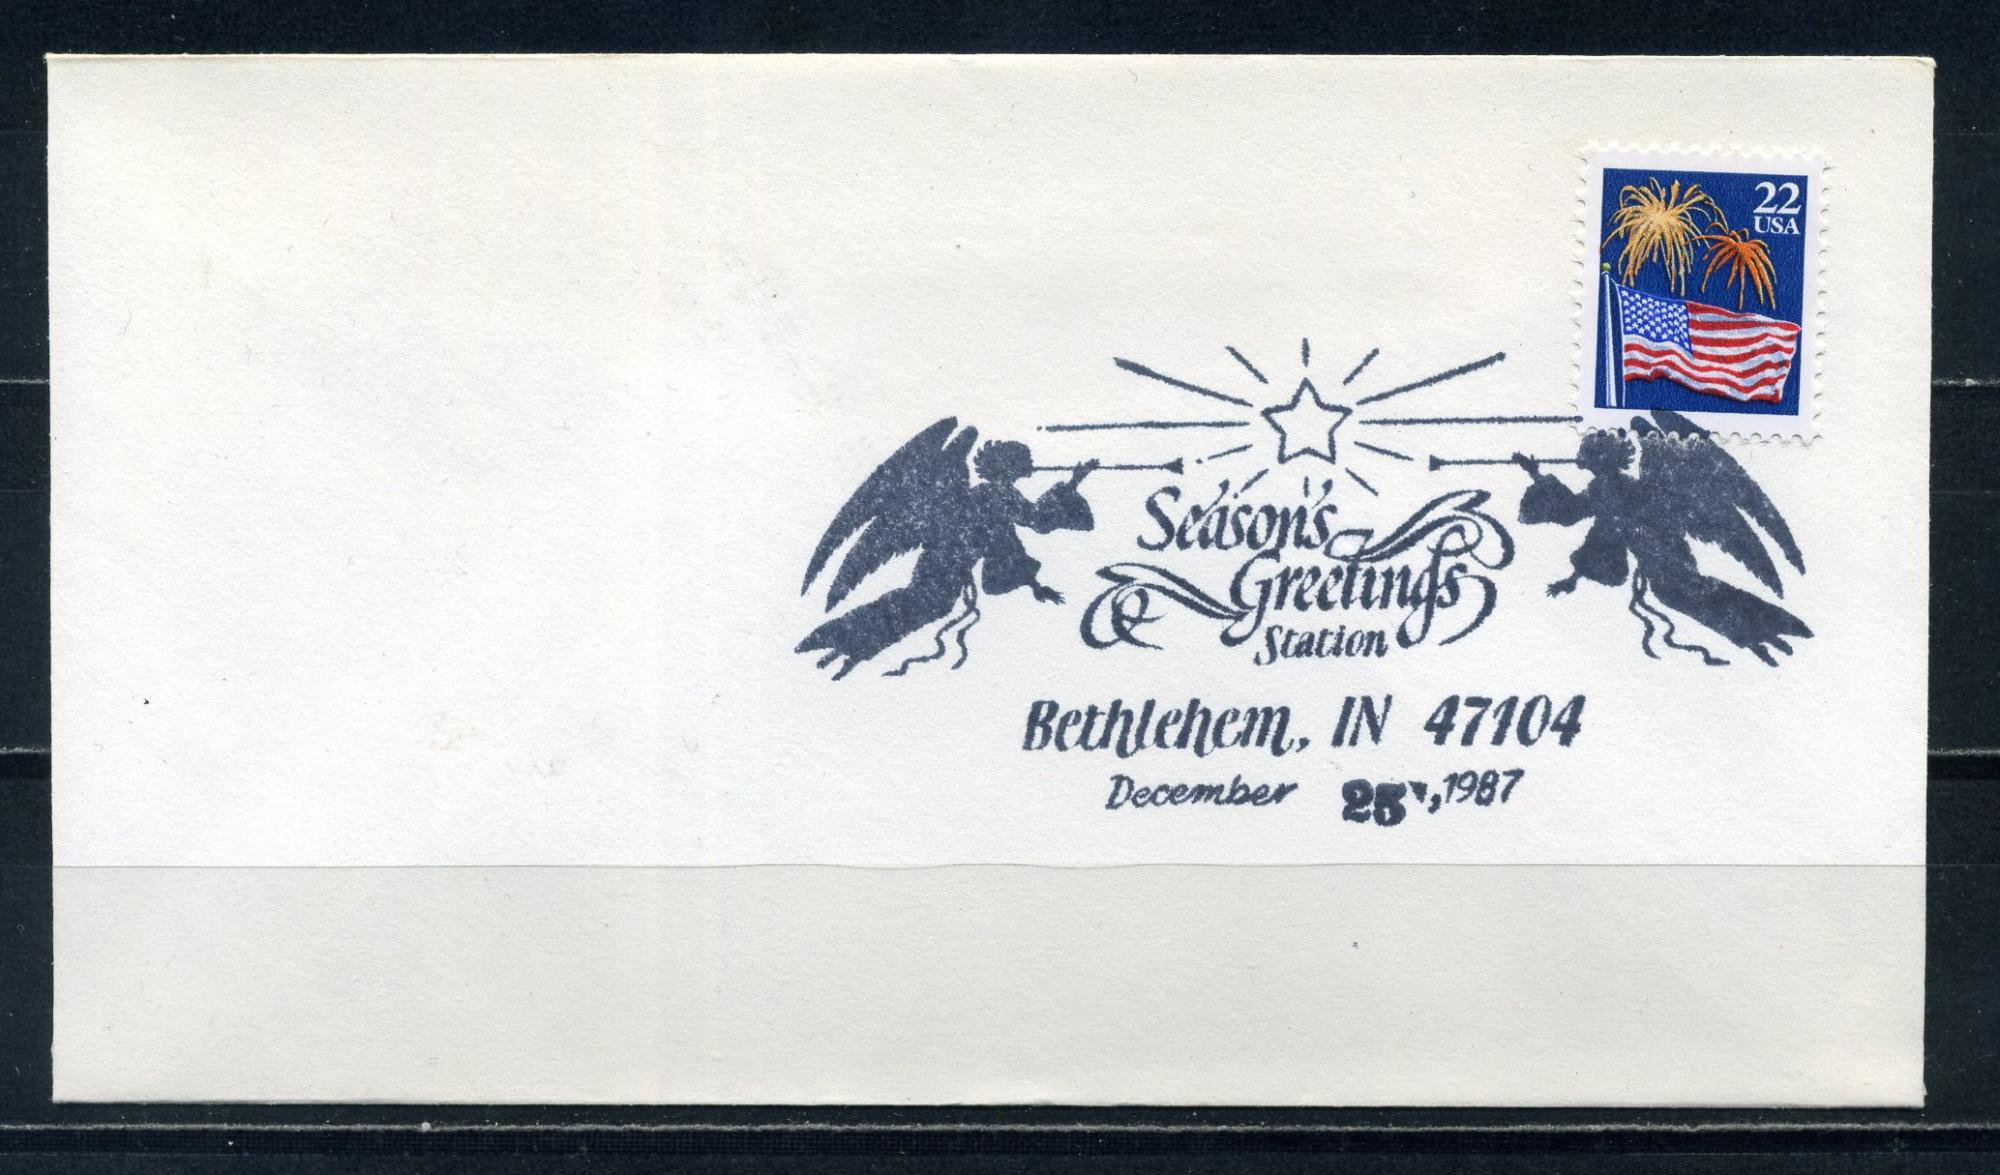 22
USA
Season's
Greetings
Station
Bethlehem, IN 47104
December 25, 1987